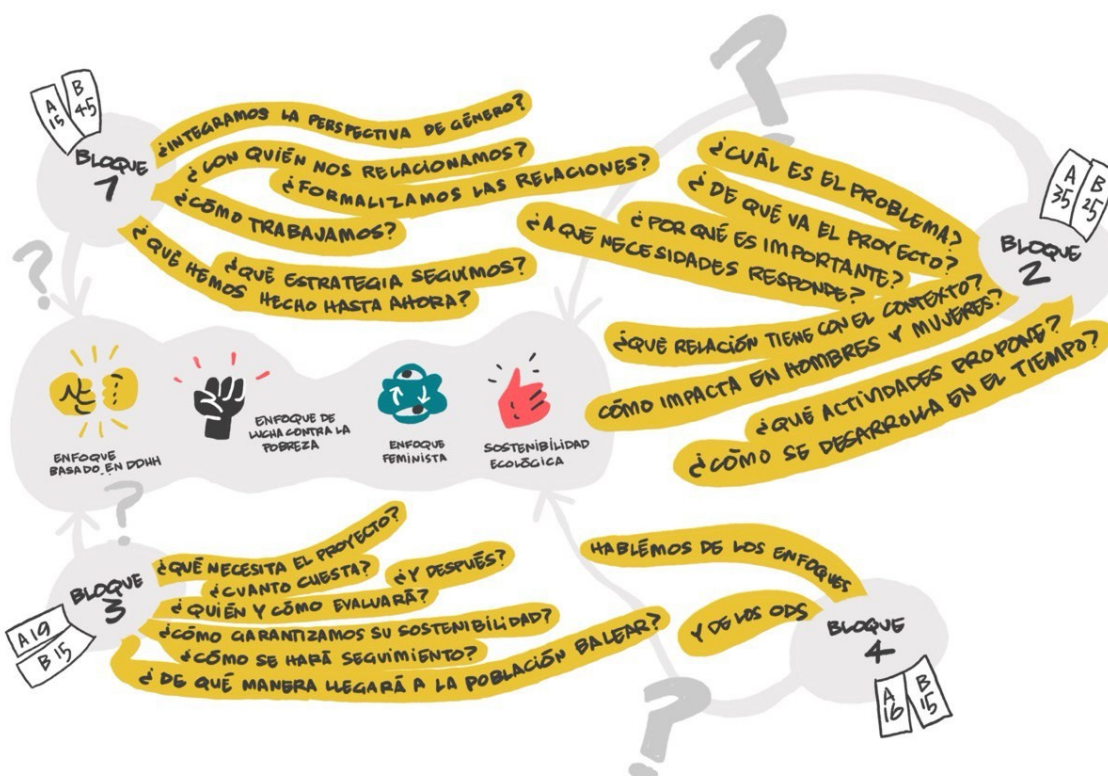 A
15
B
45
BLOQUE
1
¿INTEGRAMOS LA PERSPECTIVA DE GÉNERO?
¿CON QUIÉN NOS RELACIONAMOS?
¿FORMALIZAMOS LAS RELACIONES?
¿CÓMO TRABAJAMOS?
¿QUÉ HEMOS HECHO HASTA AHORA?
¿QUÉ ESTRATEGIA SEGUIMOS?
A
35
B
25
BLOQUE
2
¿CUÁL ES EL PROBLEMA?
¿DE QUÉ VA EL PROYECTO?
¿POR QUÉ ES IMPORTANTE?
¿A QUÉ NECESIDADES RESPONDE?
¿QUÉ RELACIÓN TIENE CON EL CONTEXTO?
CÓMO IMPACTA EN HOMBRES Y MUJERES?
¿QUÉ ACTIVIDADES PROPONE?
¿CÓMO SE DESARROLLA EN EL TIEMPO?
ENFOQUE
BASADO EN DDHH
ENFOQUE DE
LUCHA CONTRA LA
POBREZA
ENFOQUE
FEMINISTA
SOSTENIBILIDAD
ECOLÓGICA
BLOQUE
3
A 19
B 15
¿QUÉ NECESITA EL PROYECTO?
¿CUANTO CUESTA?
¿Y DESPUÉS?
¿QUIÉN Y CÓMO EVALUARÁ?
¿CÓMO GARANTIZAMOS SU SOSTENIBILIDAD?
¿CÓMO SE HARÁ SEGUIMIENTO?
¿DE QUÉ MANERA LLEGARÁ A LA POBLACIÓN BALEAR?
HABLÉMOS DE LOS ENFOQUES
Y DE LOS ODS
BLOQUE
4
A
16
B
15